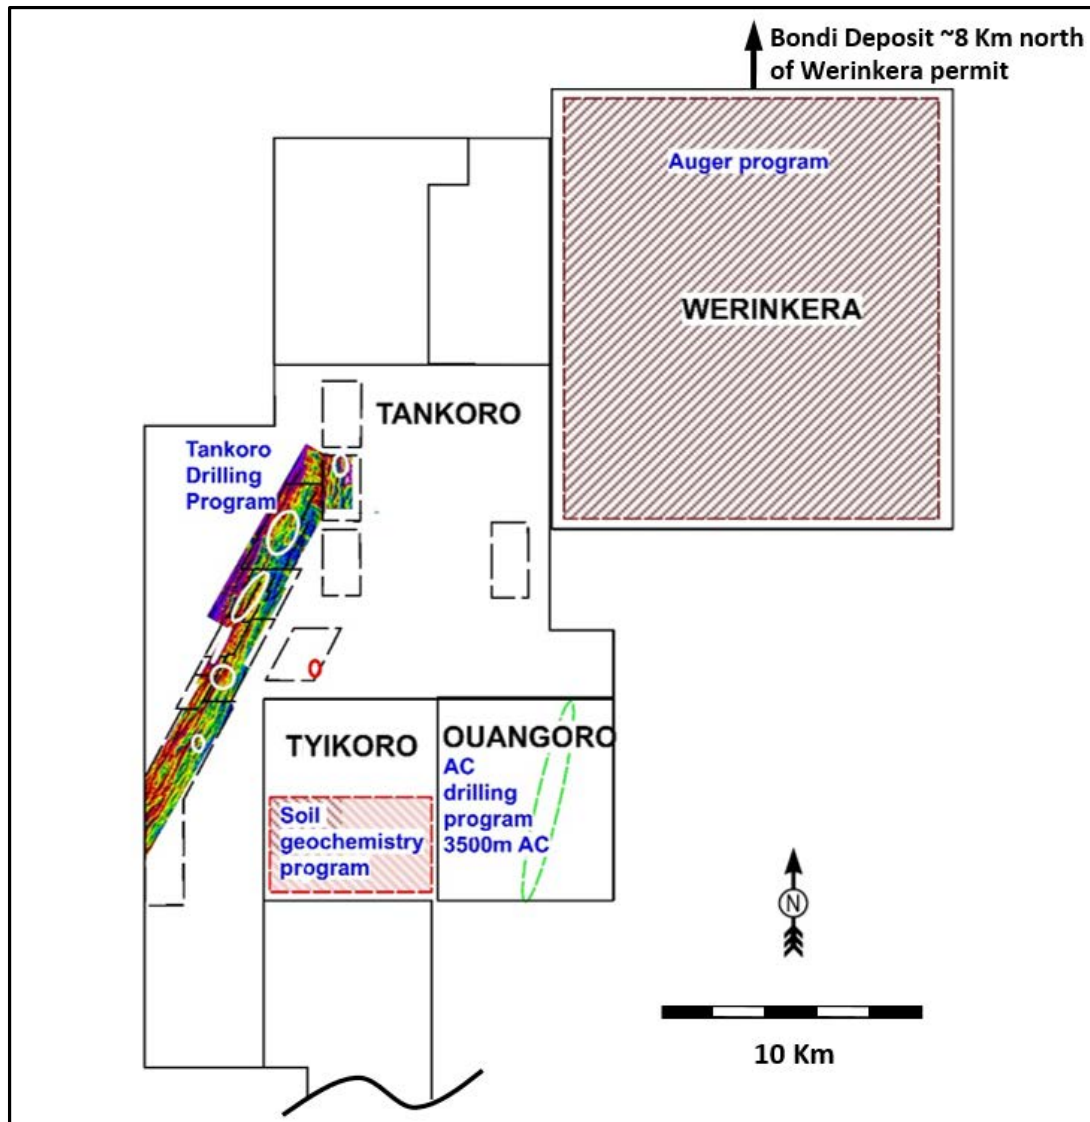 Bondi Deposit ~8 Km north
of Werinkera permit
Auger program
WERINKERA
TANKORO
Tankoro
Drilling
Program
TYIKORO
Soil
geochemistry
program
OUANGORO
AC
drilling
program
3500m AC
N
10 Km